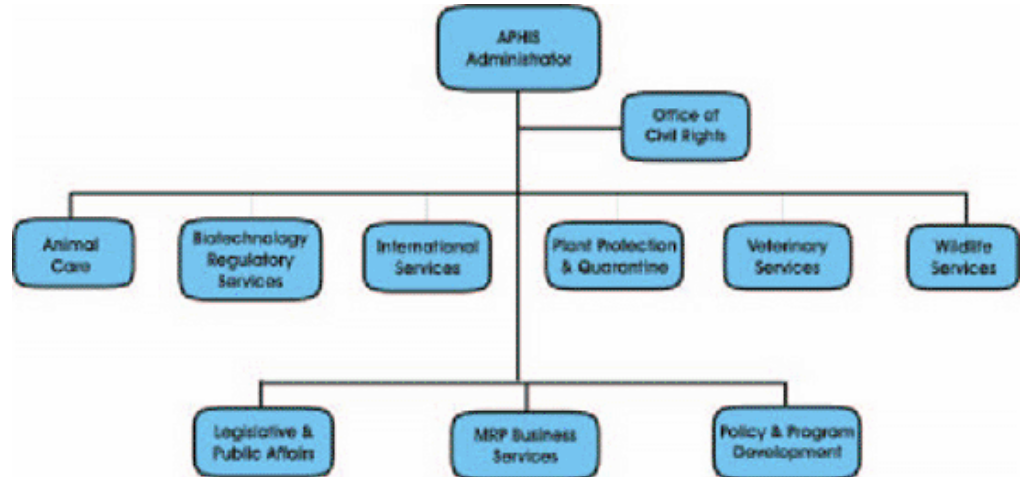 APHIS
Administrator
Office of
Civil Rights
Animal
Care
Biotechnology
Regulatory
Services
International
Services
Plant Protection
& Quarantine
Veterinary
Services
Wildlife
Services
Legislative &
Public Affairs
MRP Business
Services
Policy & Program
Development